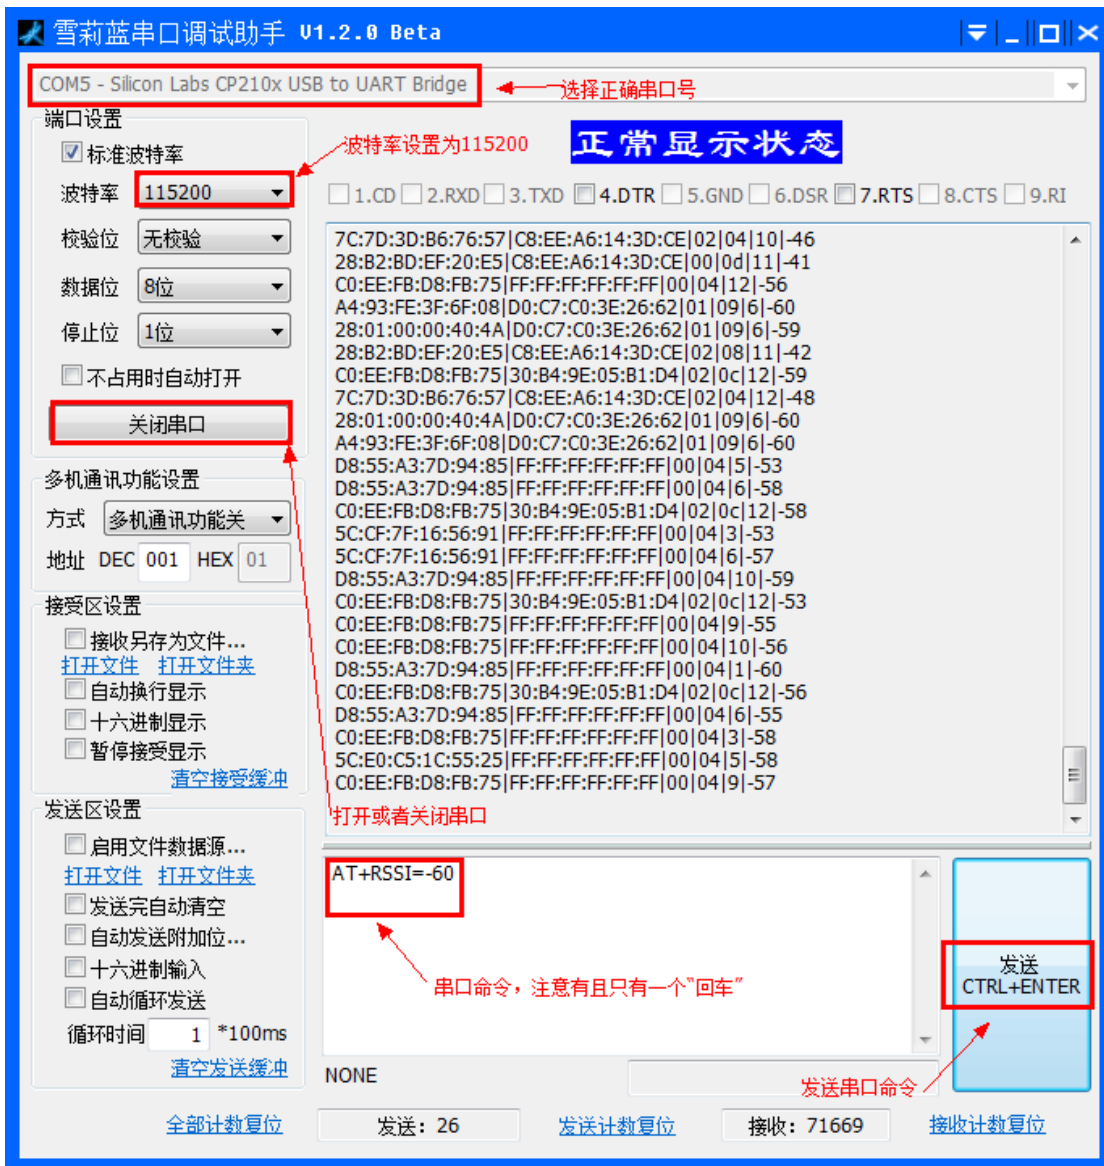 雪莉蓝串口调试助手 V1.2.0 Beta
COM5 - Silicon Labs CP210x USB to UART Bridge
选择正确串口号
端口设置
标准波特率
波特率设置为115200
正常显示状态
波特率 115200
1.CD 2.RXD 3.TXD 4.DTR 5.GND 6.DSR 7.RTS 8.CTS 9.RI
校验位 无校验
数据位 8位
停止位 1位
不占用时自动打开
关闭串口
多机通讯功能设置
方式 多机通讯功能关
地址 DEC 001 HEX 01
接受区设置
接收另存为文件...
打开文件 打开文件夹
自动换行显示
十六进制显示
暂停接受显示
清空接受缓冲
发送区设置
启用文件数据源...
打开文件 打开文件夹
发送完自动清空
自动发送附加位...
十六进制输入
自动循环发送
循环时间 1 *100ms
清空发送缓冲
7C:7D:3D:B6:76:57|C8:EE:A6:14:3D:CE|02|04|10|-46
28:B2:BD:EF:20:E5|C8:EE:A6:14:3D:CE|00|0d|11|-41
C0:EE:FB:D8:FB:75|FF:FF:FF:FF:FF:FF|00|04|12|-56
A4:93:FE:3F:6F:08|D0:C7:C0:3E:26:62|01|09|6|-60
28:01:00:00:40:4A|D0:C7:C0:3E:26:62|01|09|6|-59
28:B2:BD:EF:20:E5|C8:EE:A6:14:3D:CE|02|08|11|-42
C0:EE:FB:D8:FB:75|30:B4:9E:05:B1:D4|02|0c|12|-59
7C:7D:3D:B6:76:57|C8:EE:A6:14:3D:CE|02|04|12|-48
28:01:00:00:40:4A|D0:C7:C0:3E:26:62|01|09|6|-60
A4:93:FE:3F:6F:08|D0:C7:C0:3E:26:62|01|09|6|-60
D8:55:A3:7D:94:85|FF:FF:FF:FF:FF:FF|00|04|5|-53
D8:55:A3:7D:94:85|FF:FF:FF:FF:FF:FF|00|04|6|-58
C0:EE:FB:D8:FB:75|30:B4:9E:05:B1:D4|02|0c|12|-58
5C:CF:7F:16:56:91|FF:FF:FF:FF:FF:FF|00|04|3|-53
5C:CF:7F:16:56:91|FF:FF:FF:FF:FF:FF|00|04|6|-57
D8:55:A3:7D:94:85|FF:FF:FF:FF:FF:FF|00|04|10|-59
C0:EE:FB:D8:FB:75|30:B4:9E:05:B1:D4|02|0c|12|-53
C0:EE:FB:D8:FB:75|FF:FF:FF:FF:FF:FF|00|04|9|-55
C0:EE:FB:D8:FB:75|FF:FF:FF:FF:FF:FF|00|04|10|-56
D8:55:A3:7D:94:85|FF:FF:FF:FF:FF:FF|00|04|1|-60
C0:EE:FB:D8:FB:75|30:B4:9E:05:B1:D4|02|0c|12|-56
D8:55:A3:7D:94:85|FF:FF:FF:FF:FF:FF|00|04|6|-55
C0:EE:FB:D8:FB:75|FF:FF:FF:FF:FF:FF|00|04|3|-58
5C:E0:C5:1C:55:25|FF:FF:FF:FF:FF:FF|00|04|5|-58
C0:EE:FB:D8:FB:75|FF:FF:FF:FF:FF:FF|00|04|9|-57
打开或者关闭串口
AT+RSSI=-60
串口命令，注意有且只有一个"回车"
发送
CTRL+ENTER
NONE
发送串口命令
全部计数复位 发送: 26 发送计数复位 接收: 71669 接收计数复位